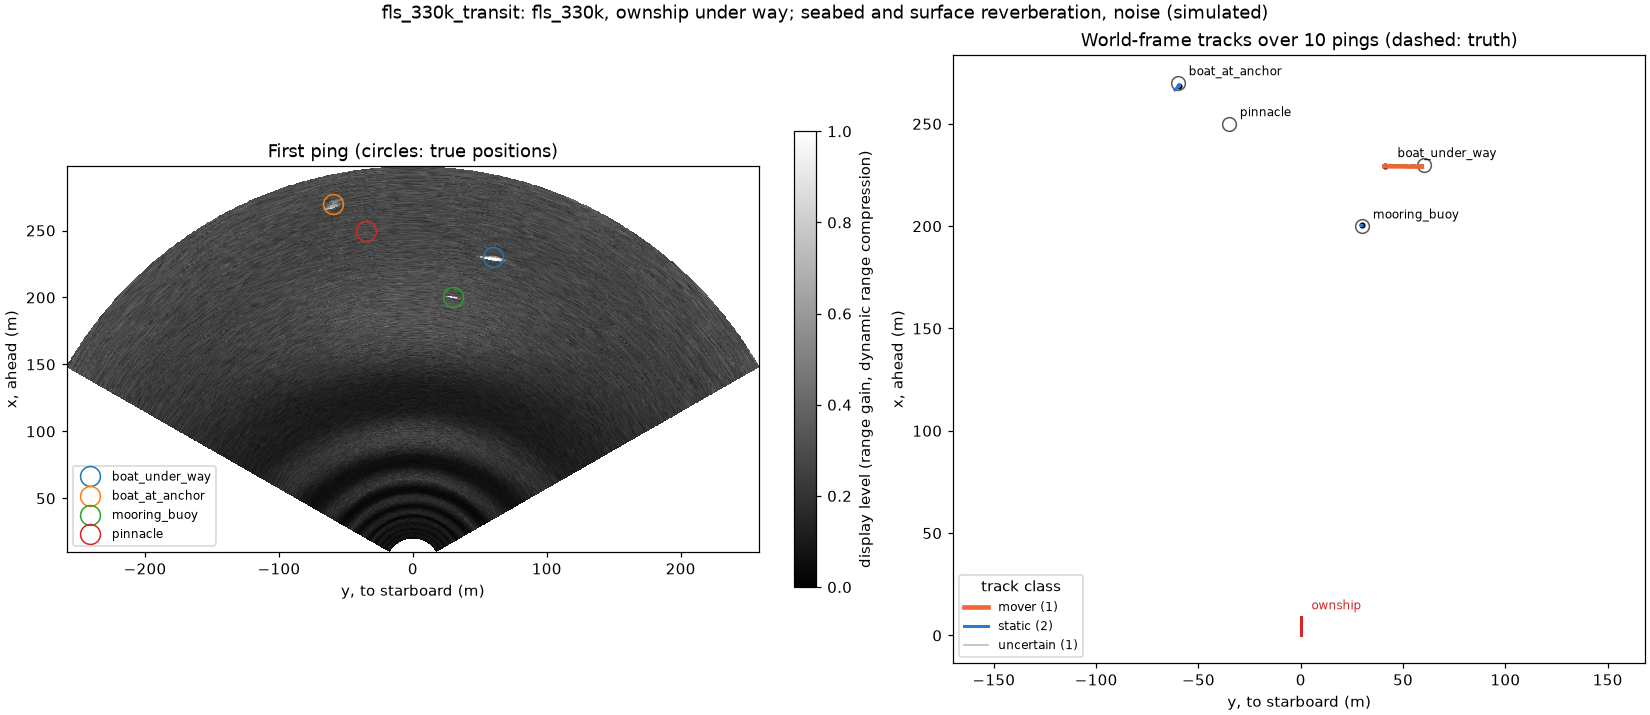 fls_330k_transit: fls_330k, ownship under way; seabed and surface reverberation, noise (simulated)
First ping (circles: true positions)
x, ahead (m)
250
200
150
100
50
−200
−100
0
100
200
y, to starboard (m)
boat_under_way
boat_at_anchor
mooring_buoy
pinnacle
1.0
0.8
0.6
0.4
0.2
0.0
display level (range gain, dynamic range compression)
World-frame tracks over 10 pings (dashed: truth)
x, ahead (m)
250
200
150
100
50
0
−150
−100
−50
0
50
100
150
y, to starboard (m)
boat_at_anchor
pinnacle
boat_under_way
mooring_buoy
ownship
track class
mover (1)
static (2)
uncertain (1)